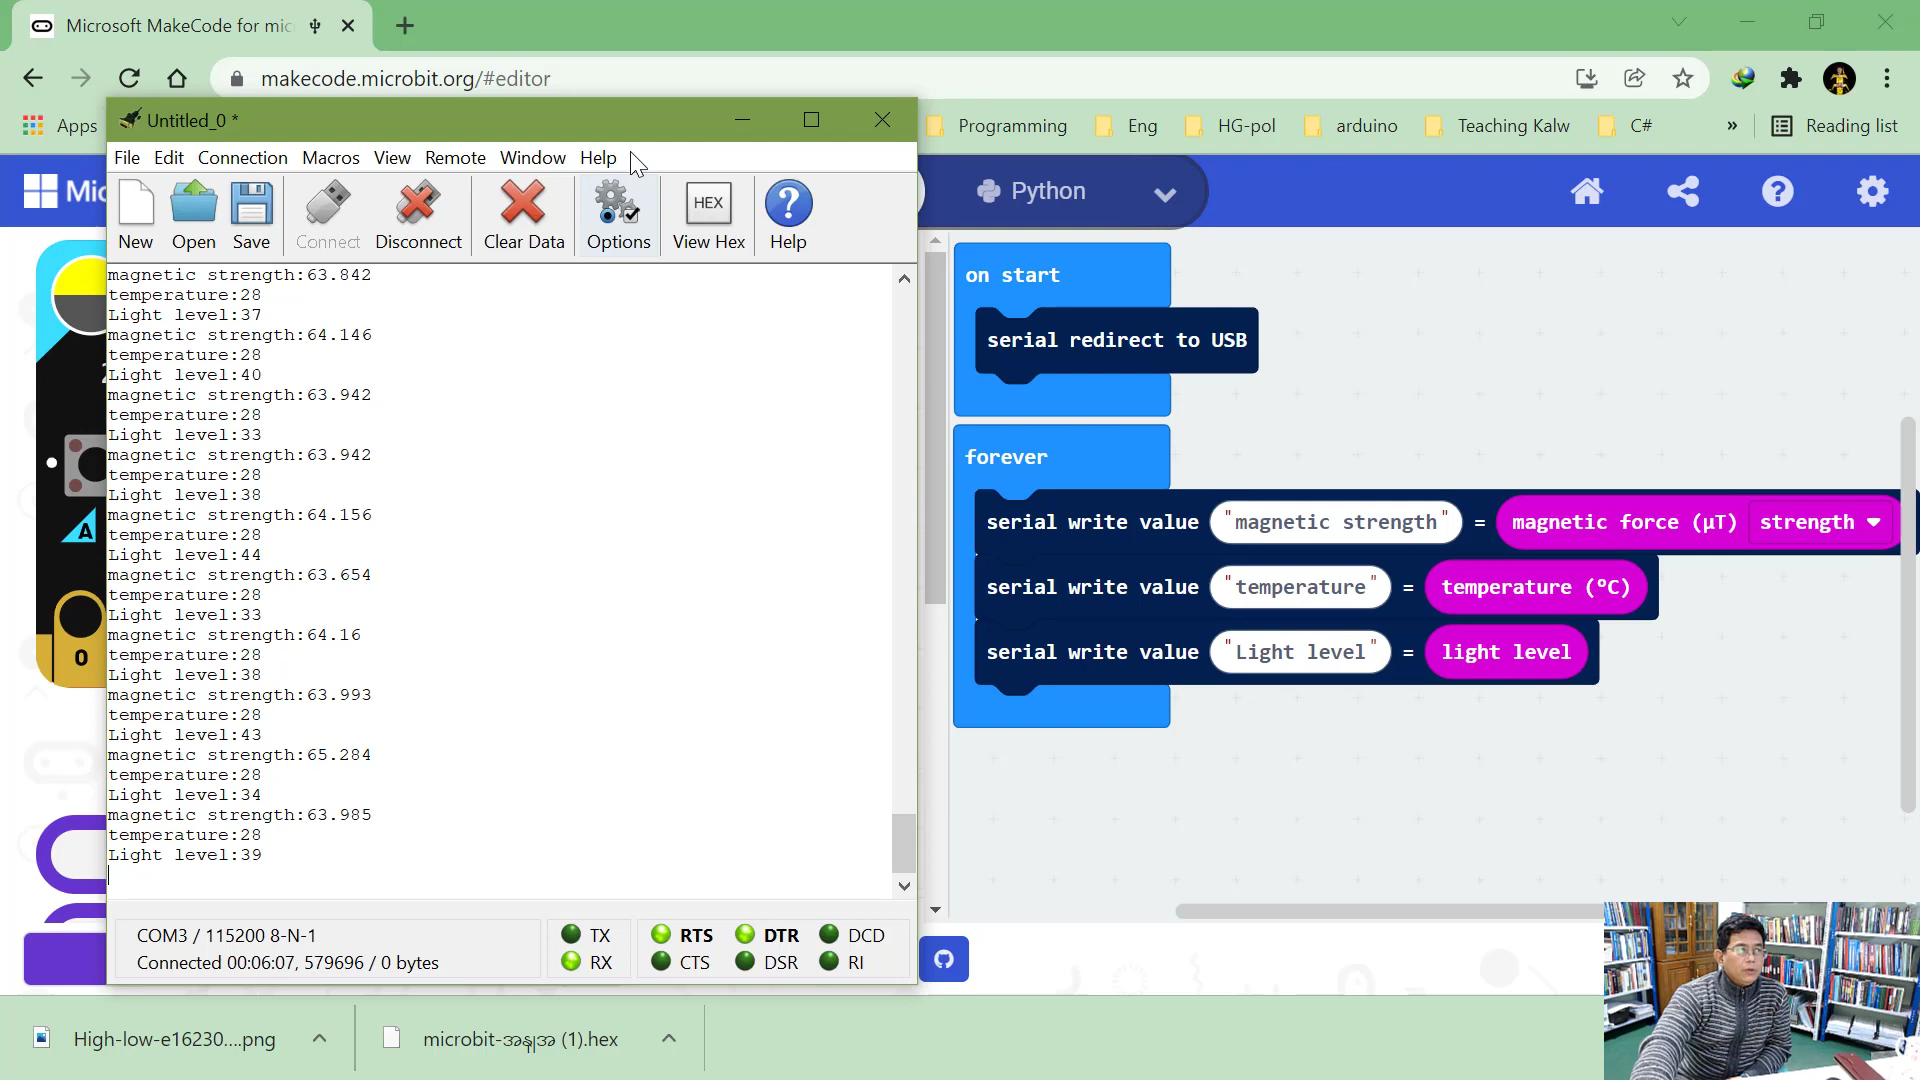 Microsoft MakeCode for mic
makecode.microbit.org/#editor
Apps
Programming
Eng
HG-pol
arduino
Teaching Kalw
C#
»
Reading list
Untitled_0 *
File Edit Connection Macros View Remote Window Help
New
Open
Save
Connect
Disconnect
Clear Data
Options
HEX
View Hex
Help
Mic
Python
magnetic strength:63.842
temperature:28
Light level:37
magnetic strength:64.146
temperature:28
Light level:40
magnetic strength:63.942
temperature:28
Light level:33
magnetic strength:63.942
temperature:28
Light level:38
magnetic strength:64.156
temperature:28
Light level:44
magnetic strength:63.654
temperature:28
Light level:33
magnetic strength:64.16
temperature:28
Light level:38
magnetic strength:63.993
temperature:28
Light level:43
magnetic strength:65.284
temperature:28
Light level:34
magnetic strength:63.985
temperature:28
Light level:39
A
0
on start
serial redirect to USB
forever
serial write value "magnetic strength" = magnetic force (µT) strength
serial write value "temperature" = temperature (°C)
serial write value "Light level" = light level
COM3 / 115200 8-N-1
Connected 00:06:07, 579696 / 0 bytes
TX RTS DTR DCD
RX CTS DSR RI
High-low-e16230....png